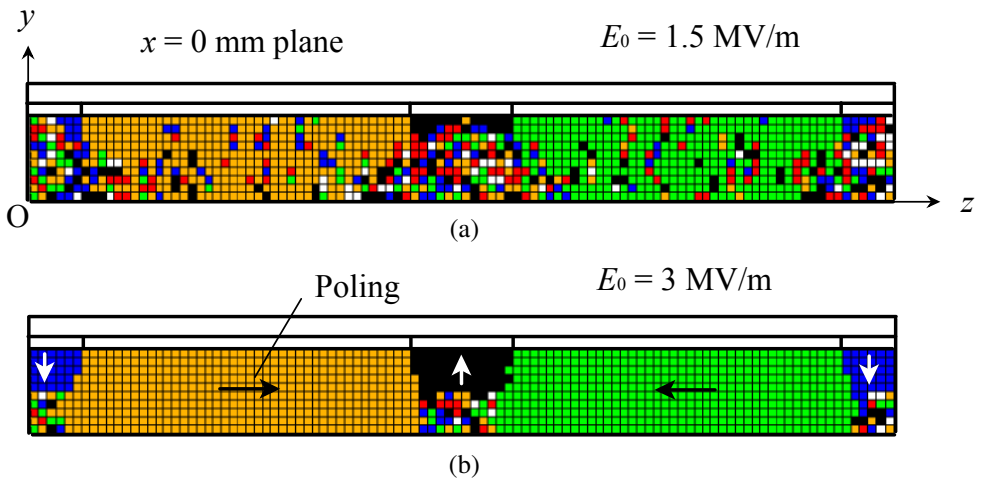 y
x = 0 mm plane
E0 = 1.5 MV/m
O
z
(a)
Poling
E0 = 3 MV/m
(b)